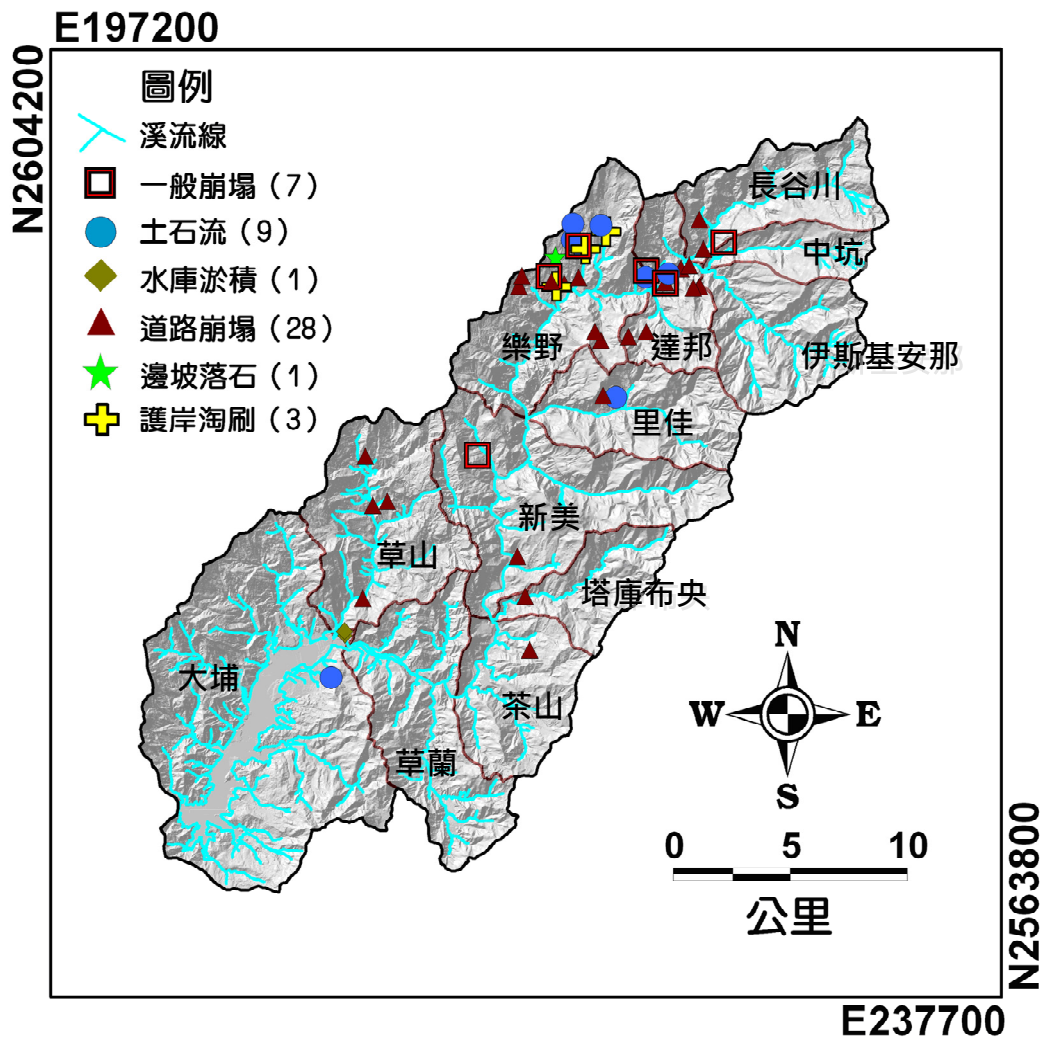 E197200
N2604200
圖例
溪流線
一般崩塌（7）
土石流（9）
水庫淤積（1）
道路崩塌（28）
邊坡落石（1）
護岸淘刷（3）
長谷川
中坑
伊斯基安那
樂野
達邦
里佳
新美
草山
塔庫布央
大埔
茶山
草蘭
N
W
E
S
0 5 10
公里
N2563800
E237700